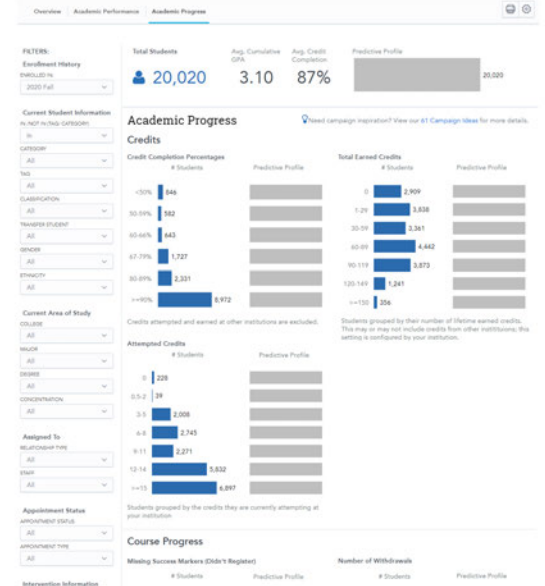 Overview
Academic Performance
Academic Progress
FILTERS:
Enrollment History
ENROLLED IN
2020 Fall
Current Student Information
IN/NOT IN (TAG/CATEGORY)
In
CATEGORY
All
TAG
All
CLASSIFICATION
All
TRANSFER STUDENT
All
GENDER
All
ETHNICITY
All
Current Area of Study
COLLEGE
All
MAJOR
All
DEGREE
All
CONCENTRATION
All
Assigned To
RELATIONSHIP TYPE
All
STAFF
All
Appointment Status
APPOINTMENT STATUS
All
APPOINTMENT TYPE
All
Intervention Information
Total Students
20,020
Avg. Cumulative
GPA
3.10
Avg. Credit
Completion
87%
Predictive Profile
20,020
Academic Progress
Need campaign inspiration? View our 61 Campaign Ideas for more details.
Credits
Credit Completion Percentages
# Students
Predictive Profile
<50% 846
50-59% 582
60-66% 643
67-79% 1,727
80-89% 2,331
>=90% 8,972
Credits attempted and earned at other institutions are excluded.
Total Earned Credits
# Students
Predictive Profile
0 2,909
1-29 3,838
30-59 3,361
60-89 4,442
90-119 3,873
120-149 1,241
>=150 356
Students grouped by their number of lifetime earned credits.
This may or may not include credits from other institutions; this
setting is configured by your institution.
Attempted Credits
# Students
Predictive Profile
0 228
0.5-2 39
3-5 2,008
6-8 2,745
9-11 2,271
12-14 5,832
>=15 6,897
Students grouped by the credits they are currently attempting at
your institution
Course Progress
Missing Success Markers (Didn't Register)
# Students
Predictive Profile
Number of Withdrawals
# Students
Predictive Profile